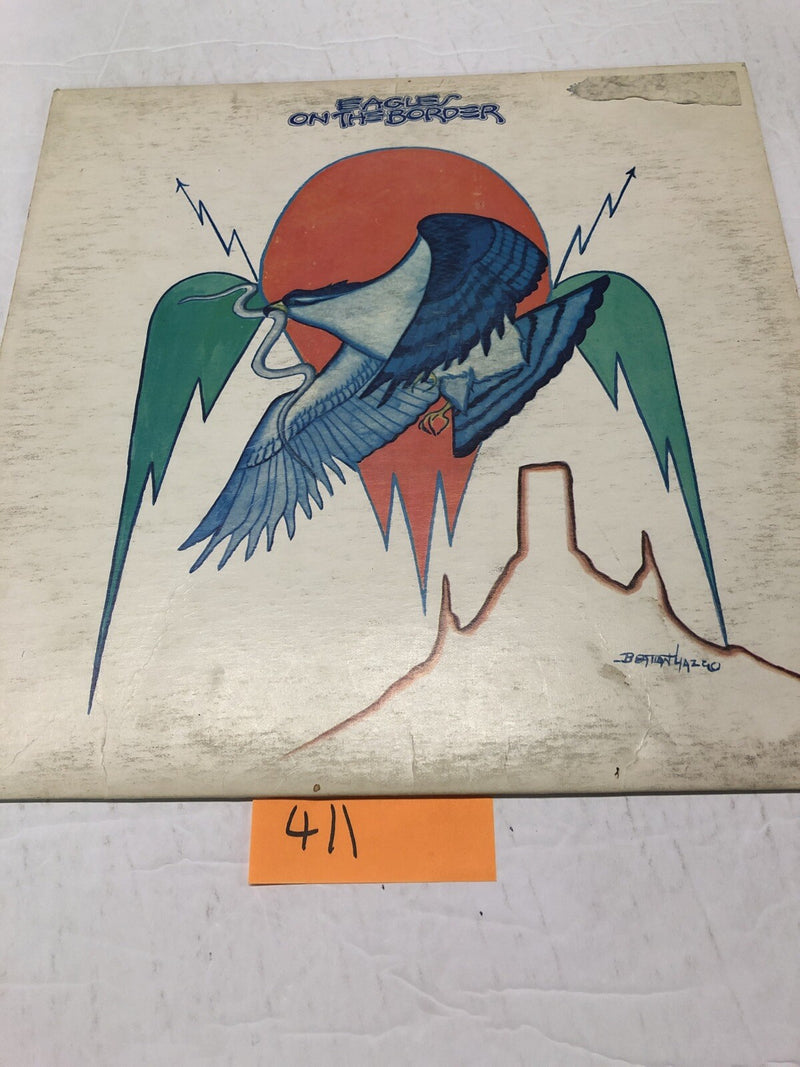 EAGLES
ON THE BORDER
411